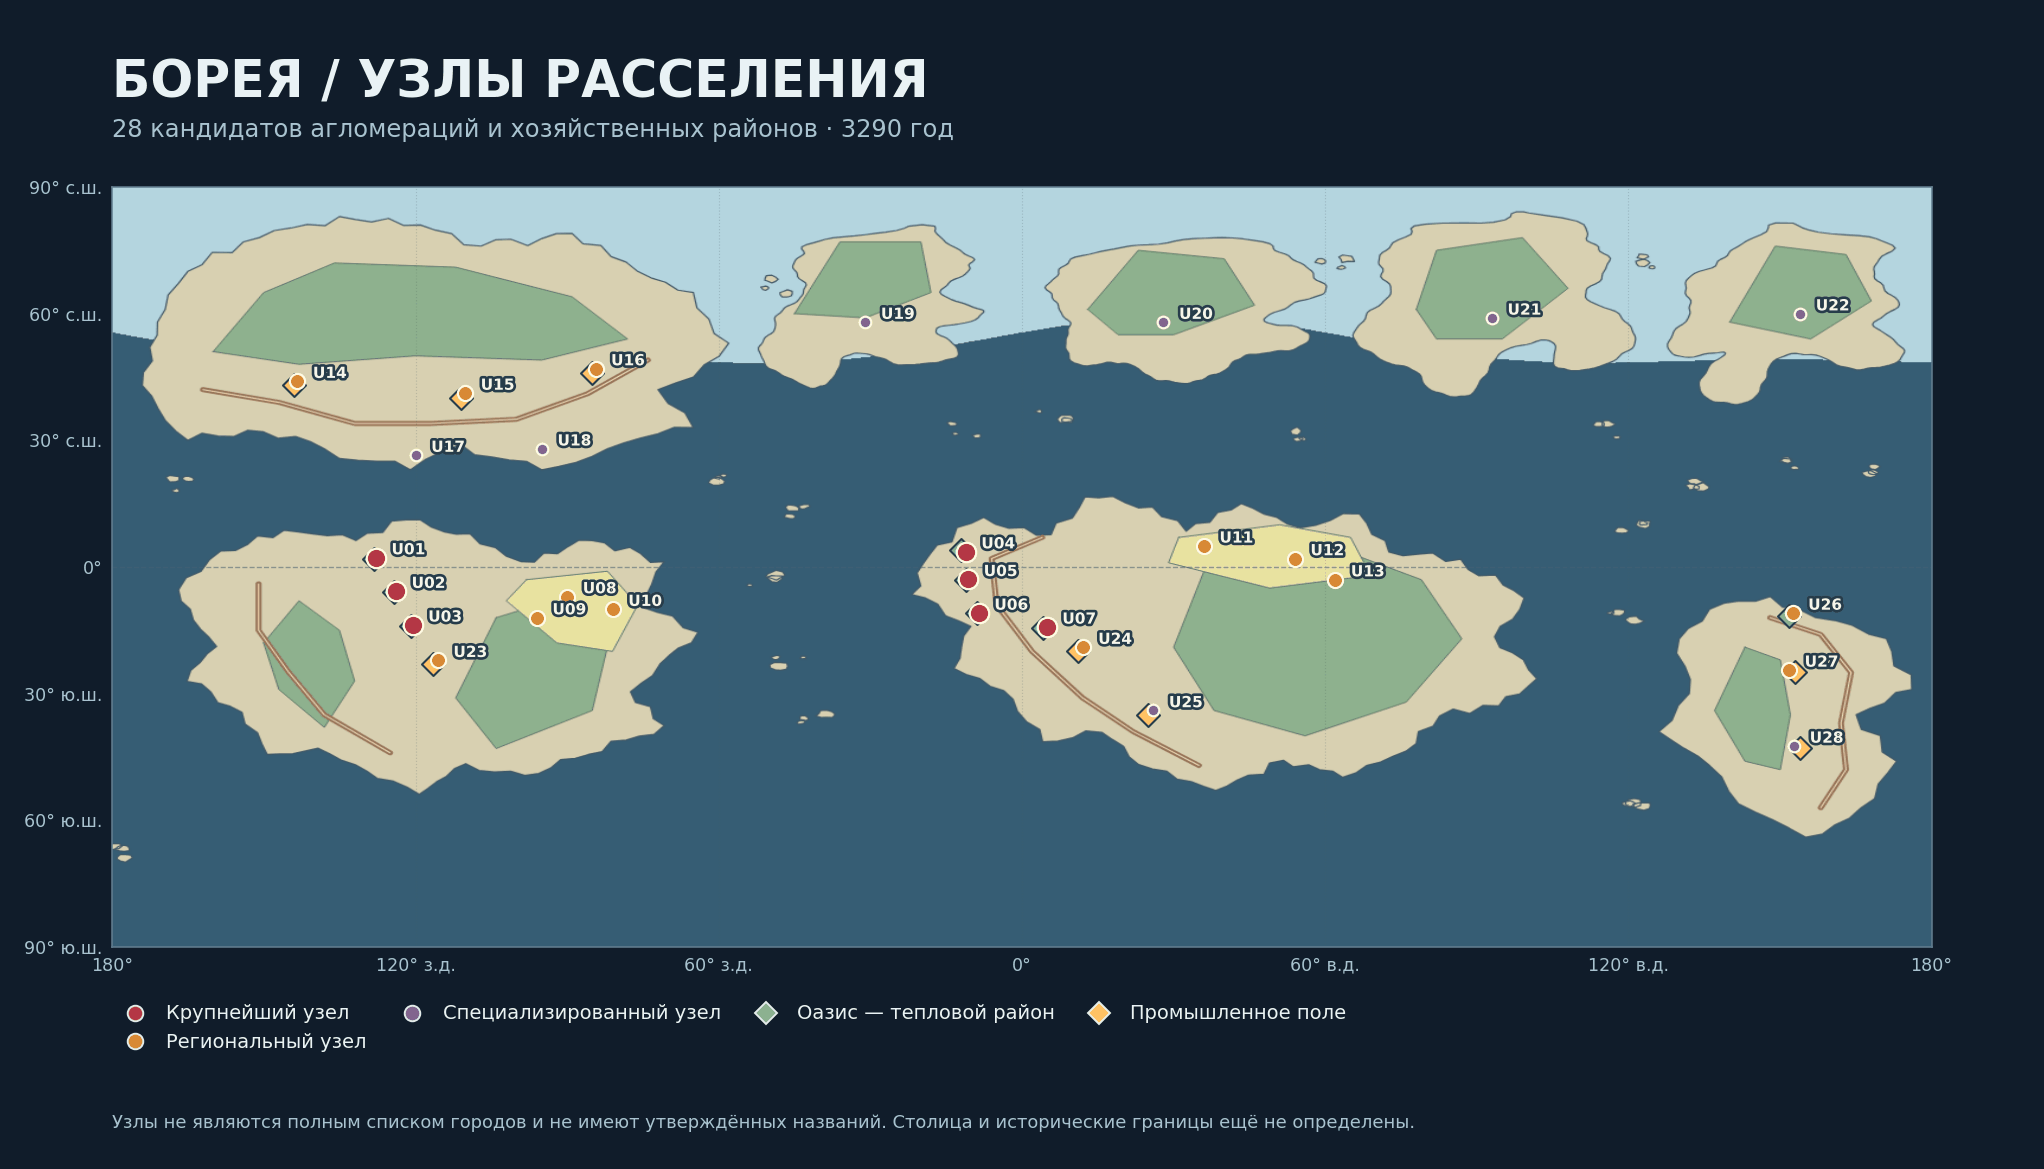 БОРЕЯ / УЗЛЫ РАССЕЛЕНИЯ
28 кандидатов агломераций и хозяйственных районов · 3290 год
90° с.ш.
60° с.ш.
30° с.ш.
0°
30° ю.ш.
60° ю.ш.
90° ю.ш.
U19
U20
U21
U22
U14
U15
U16
U17
U18
U01
U02
U03
U23
U08
U09
U10
U04
U05
U06
U07
U24
U25
U11
U12
U13
U26
U27
U28
180°
120° з.д.
60° з.д.
0°
60° в.д.
120° в.д.
180°
Крупнейший узел
Специализированный узел
Оазис — тепловой район
Промышленное поле
Региональный узел
Узлы не являются полным списком городов и не имеют утверждённых названий. Столица и исторические границы ещё не определены.